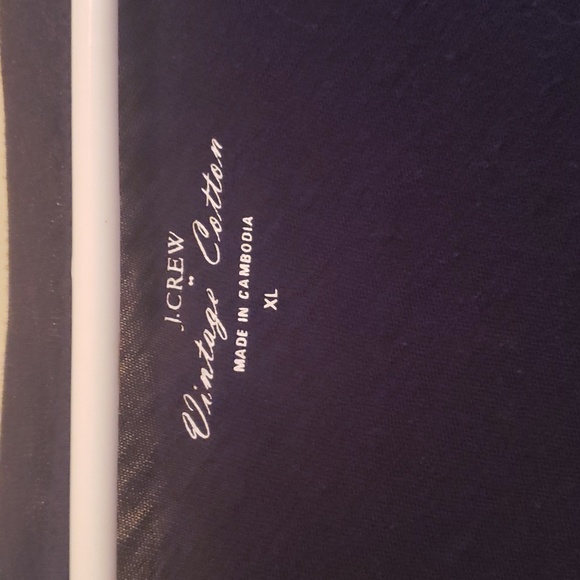 J.CREW
Vintage Cotton
MADE IN CAMBODIA
XL